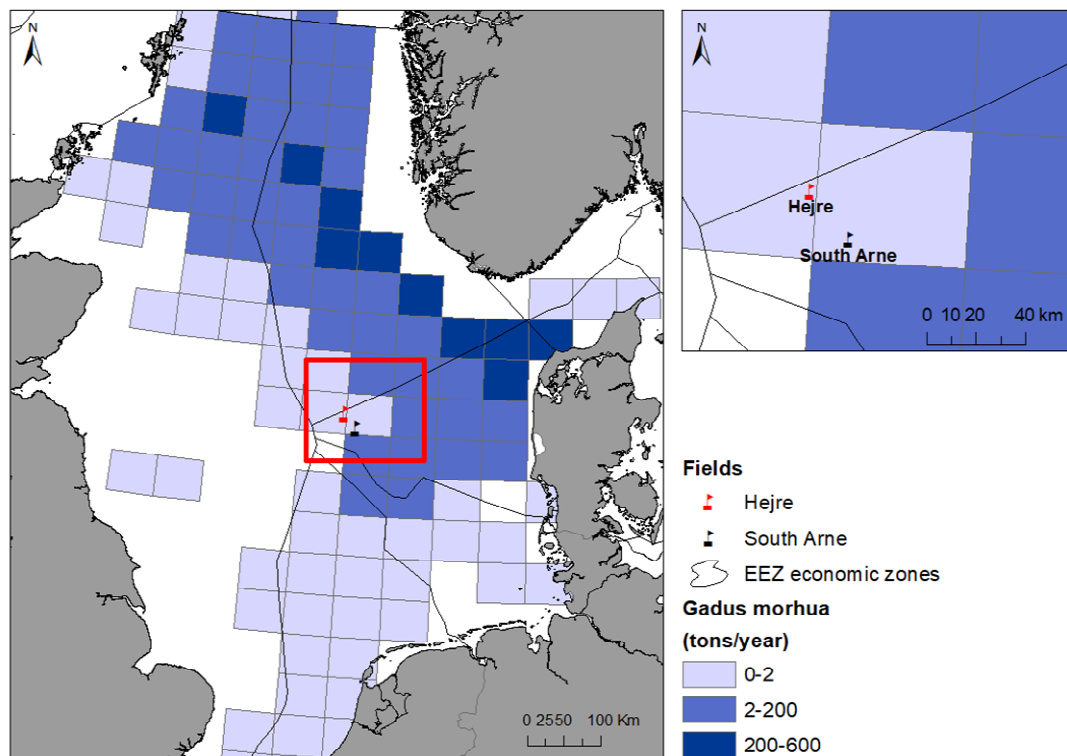 N
0 2550 100 Km
N
Hejre
South Arne
0 10 20 40 km
Fields
Hejre
South Arne
EEZ economic zones
Gadus morhua
(tons/year)
0-2
2-200
200-600